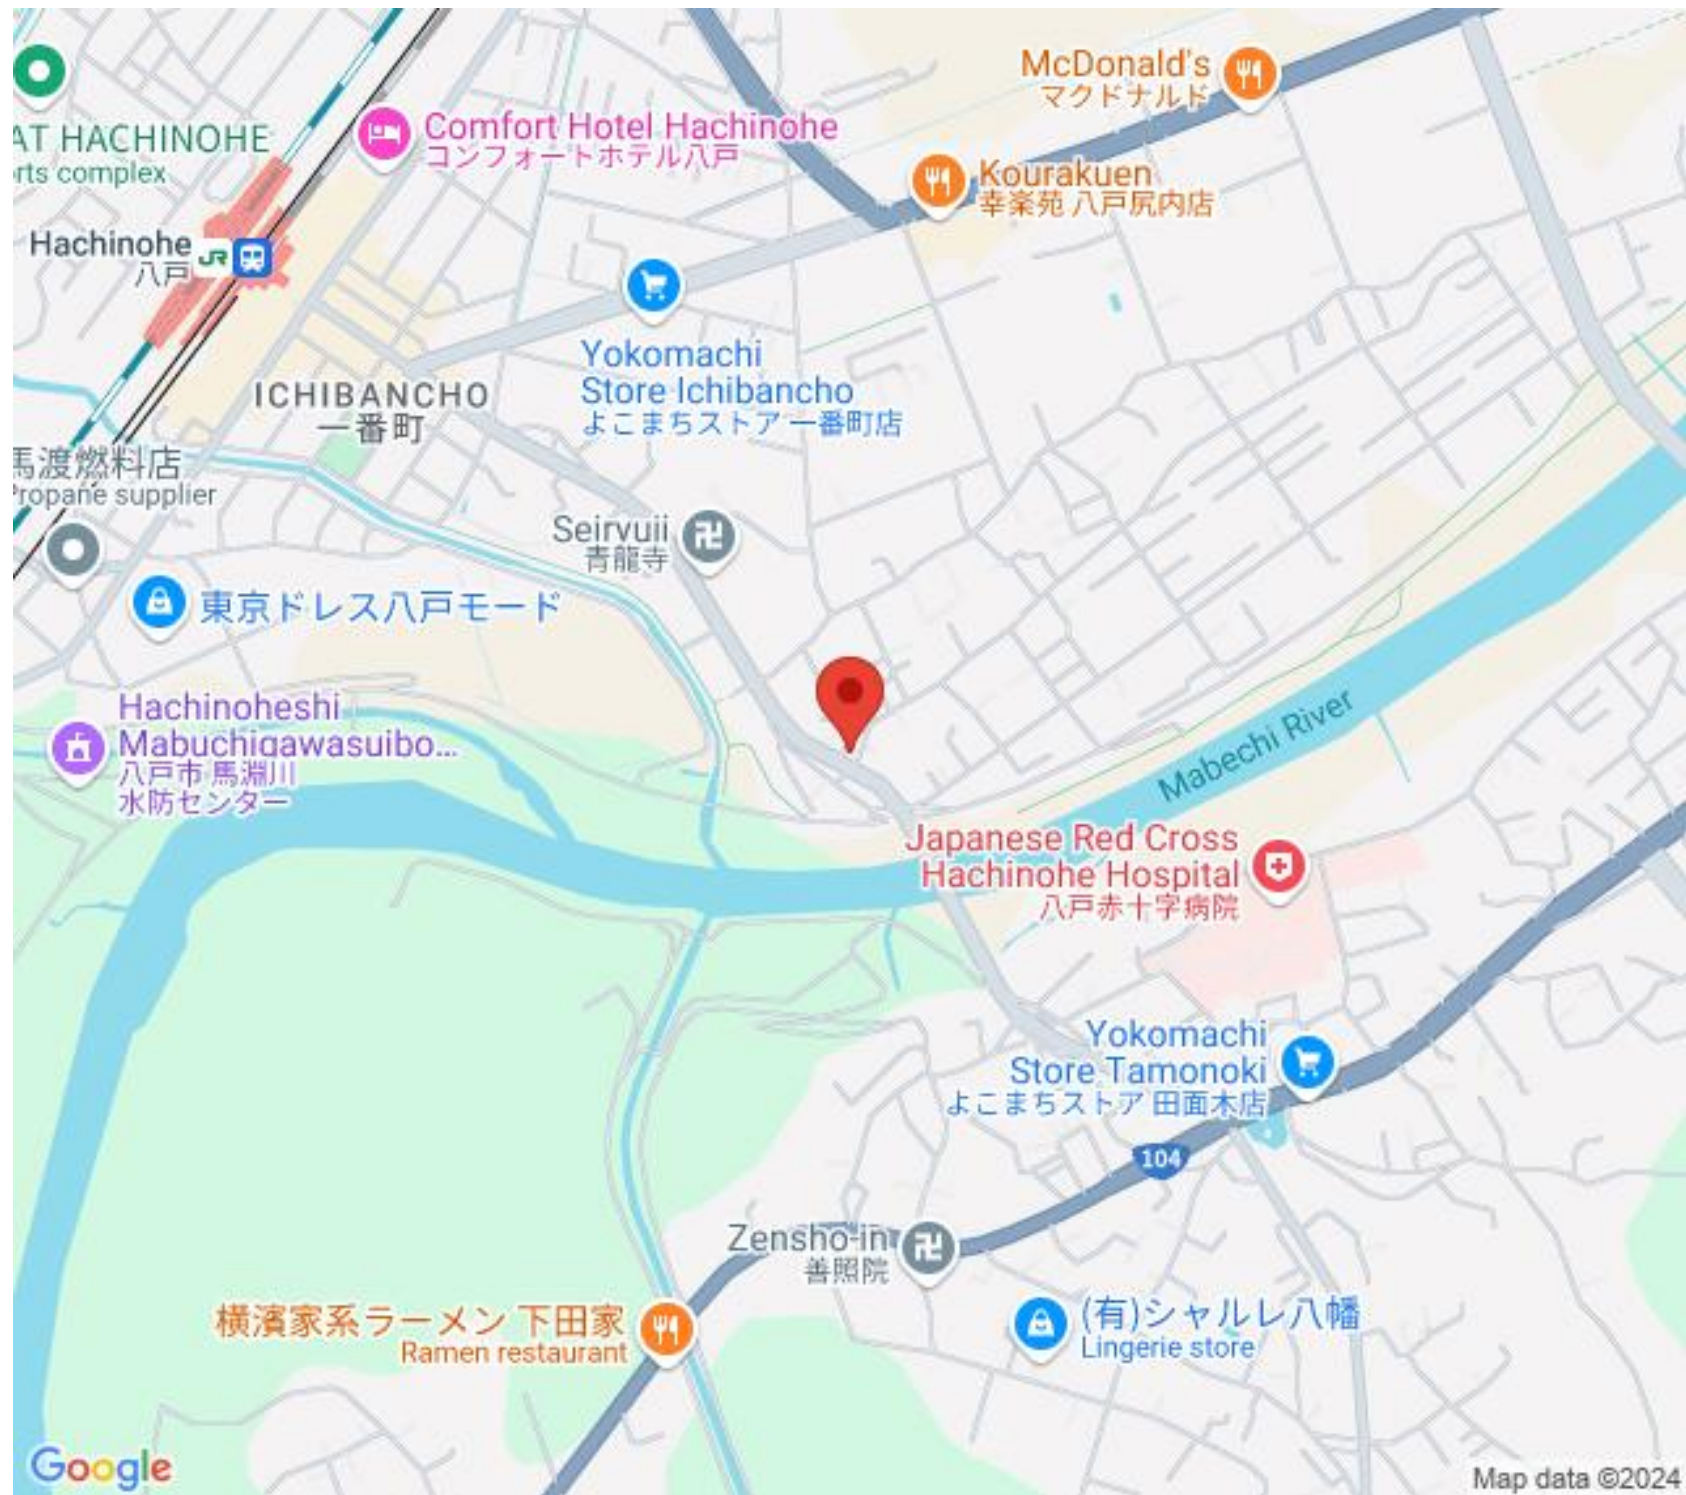 McDonald's
マクドナルド
AT HACHINOHE
rts complex
Comfort Hotel Hachinohe
コンフォートホテル八戸
Kourakuen
幸楽苑 八戸尻内店
Hachinohe
八戸
JR
Yokomachi
Store Ichibancho
よこまちストア 一番町店
ICHIBANCHO
一番町
馬渡燃料店
Propane supplier
Seiryuji
青龍寺
東京ドレス八戸モード
Hachinoheshi
Mabuchigawasuibo...
八戸市 馬淵川
水防センター
Mabechi River
Japanese Red Cross
Hachinohe Hospital
八戸赤十字病院
Yokomachi
Store Tamonoki
よこまちストア 田面木店
104
Zensho-in
善照院
横濱家系ラーメン 下田家
Ramen restaurant
(有)シャルレ八幡
Lingerie store
Google
Map data ©2024